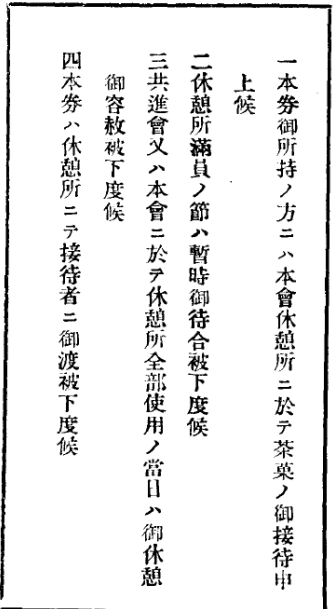 一本券御所持ノ方ニハ本會休憩所ニ於テ茶菓ノ御接待申
上候
二休憩所滿員ノ節ハ暫時御待合被下度候
三共進會又ハ本會ニ於テ休憩所全部使用ノ當日ハ御休憩
御容赦被下度候
四本券ハ休憩所ニテ接待者ニ御渡被下度候